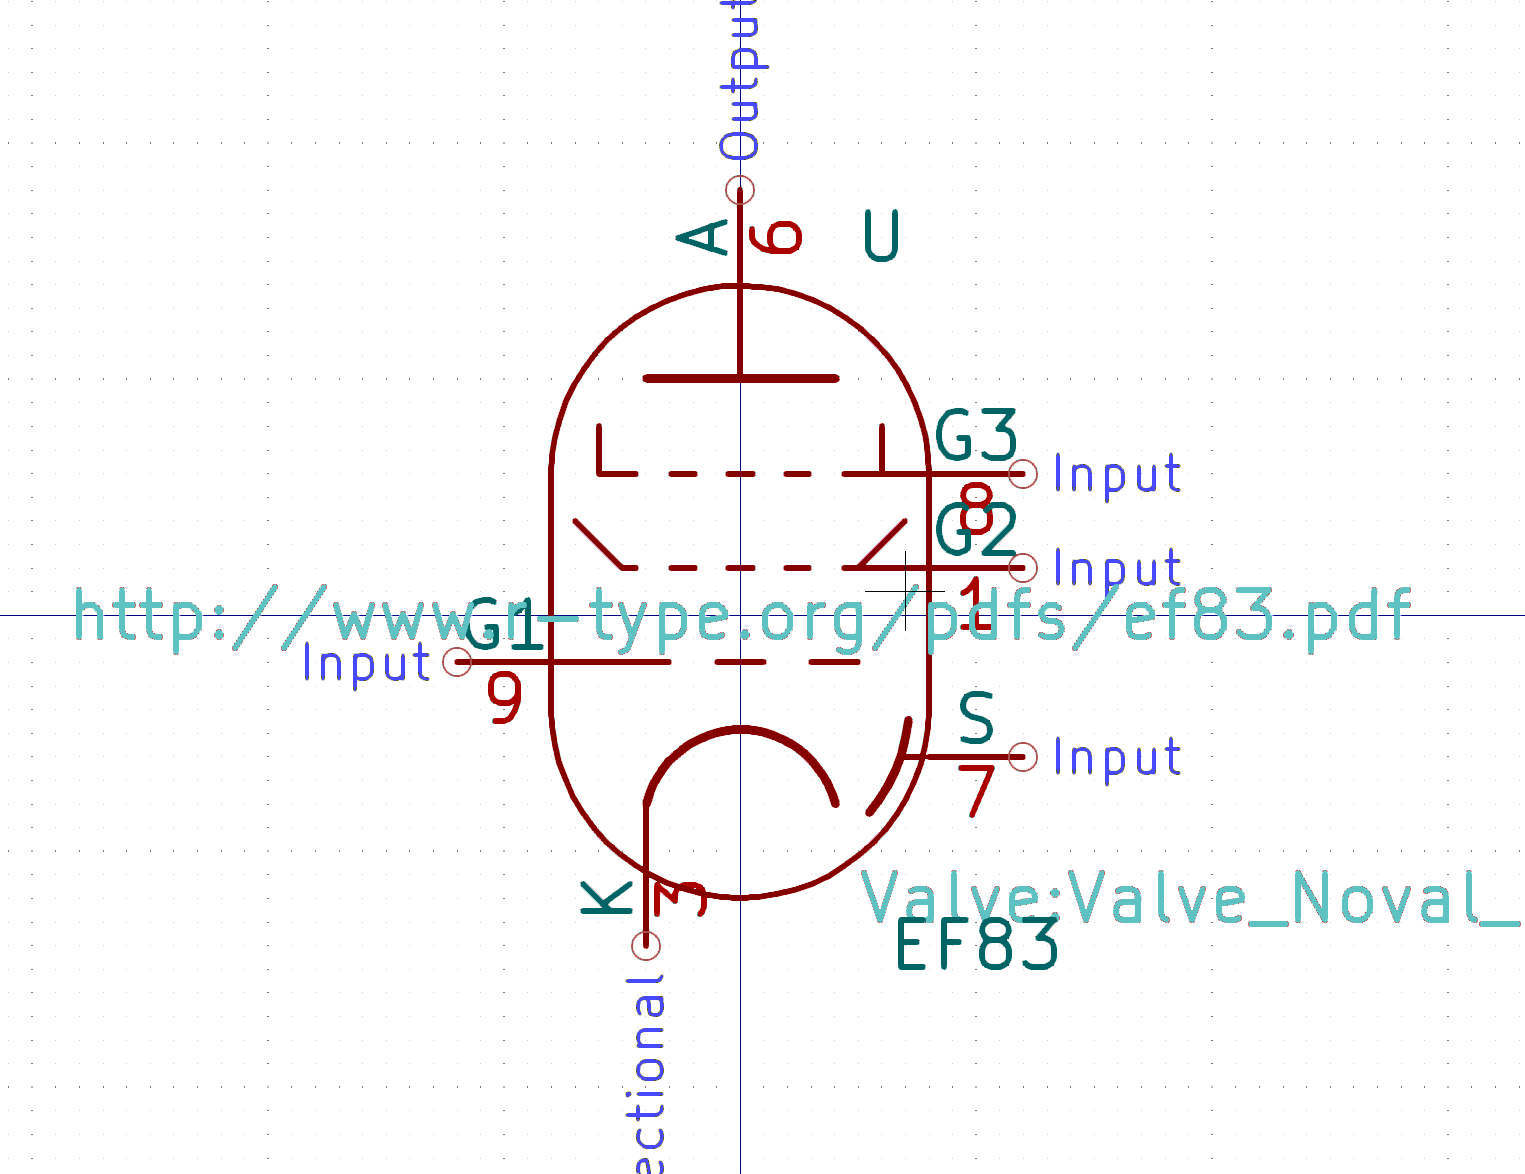 Output
A
6
U
G3
Input
8
G2
Input
1
http://www.r-type.org/pdfs/ef83.pdf
G1
Input
9
S
Input
7
K
3
Valve:Valve_Noval_
EF83
ectional